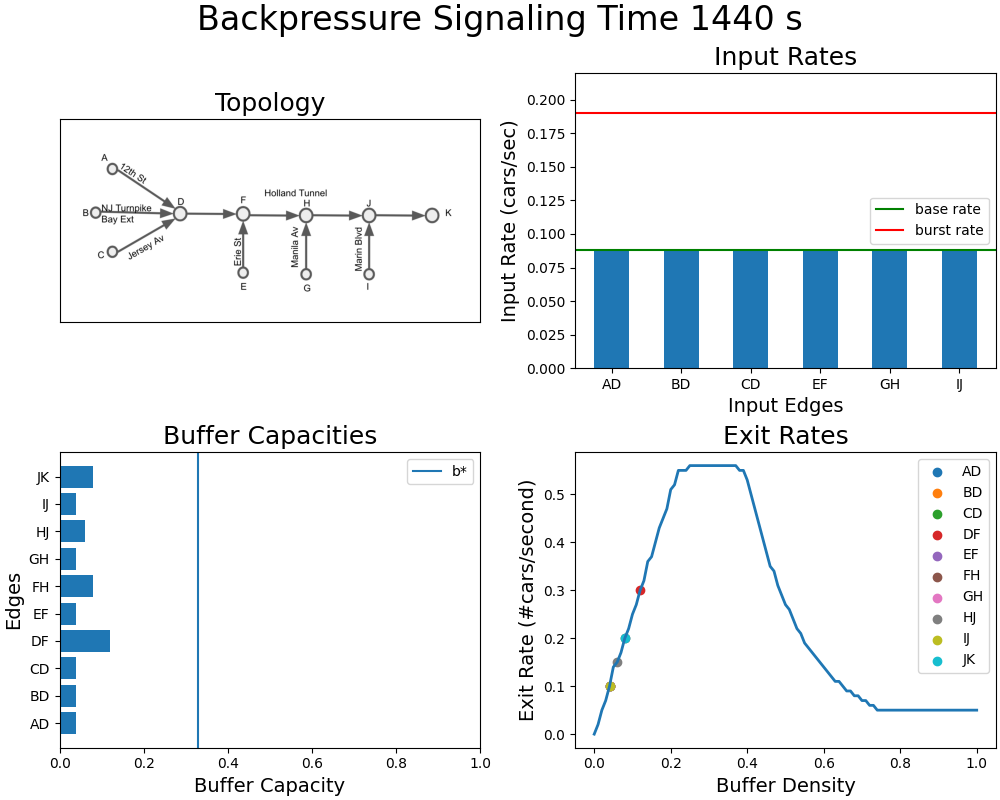 Backpressure Signaling Time 1440 s
Topology
A
12th St
B
NJ Turnpike
Bay Ext
C
Jersey Av
D
F
Holland Tunnel
H
J
K
Erie St
E
Manila Av
G
Marin Blvd
I
Input Rates
Input Rate (cars/sec)
0.200
0.175
0.150
0.125
0.100
0.075
0.050
0.025
0.000
base rate
burst rate
AD BD CD EF GH IJ
Input Edges
Buffer Capacities
Edges
JK
IJ
HJ
GH
FH
EF
DF
CD
BD
AD
b*
0.0 0.2 0.4 0.6 0.8 1.0
Buffer Capacity
Exit Rates
Exit Rate (#cars/second)
0.5
0.4
0.3
0.2
0.1
0.0
AD
BD
CD
DF
EF
FH
GH
HJ
IJ
JK
0.0 0.2 0.4 0.6 0.8 1.0
Buffer Density